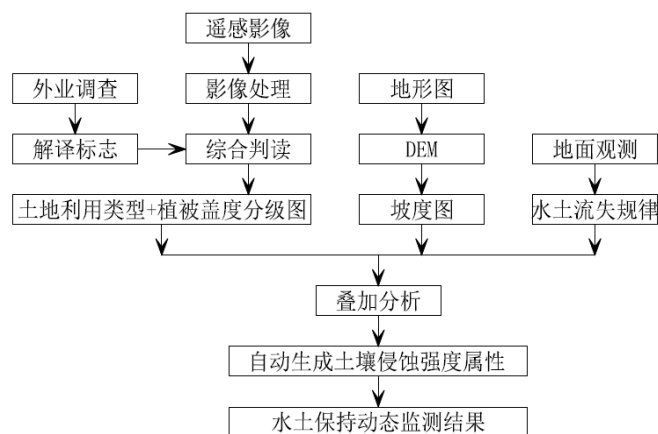 遥感影像
外业调查
影像处理
地形图
解译标志
综合判读
DEM
地面观测
土地利用类型+植被盖度分级图
坡度图
水土流失规律
叠加分析
自动生成土壤侵蚀强度属性
水土保持动态监测结果